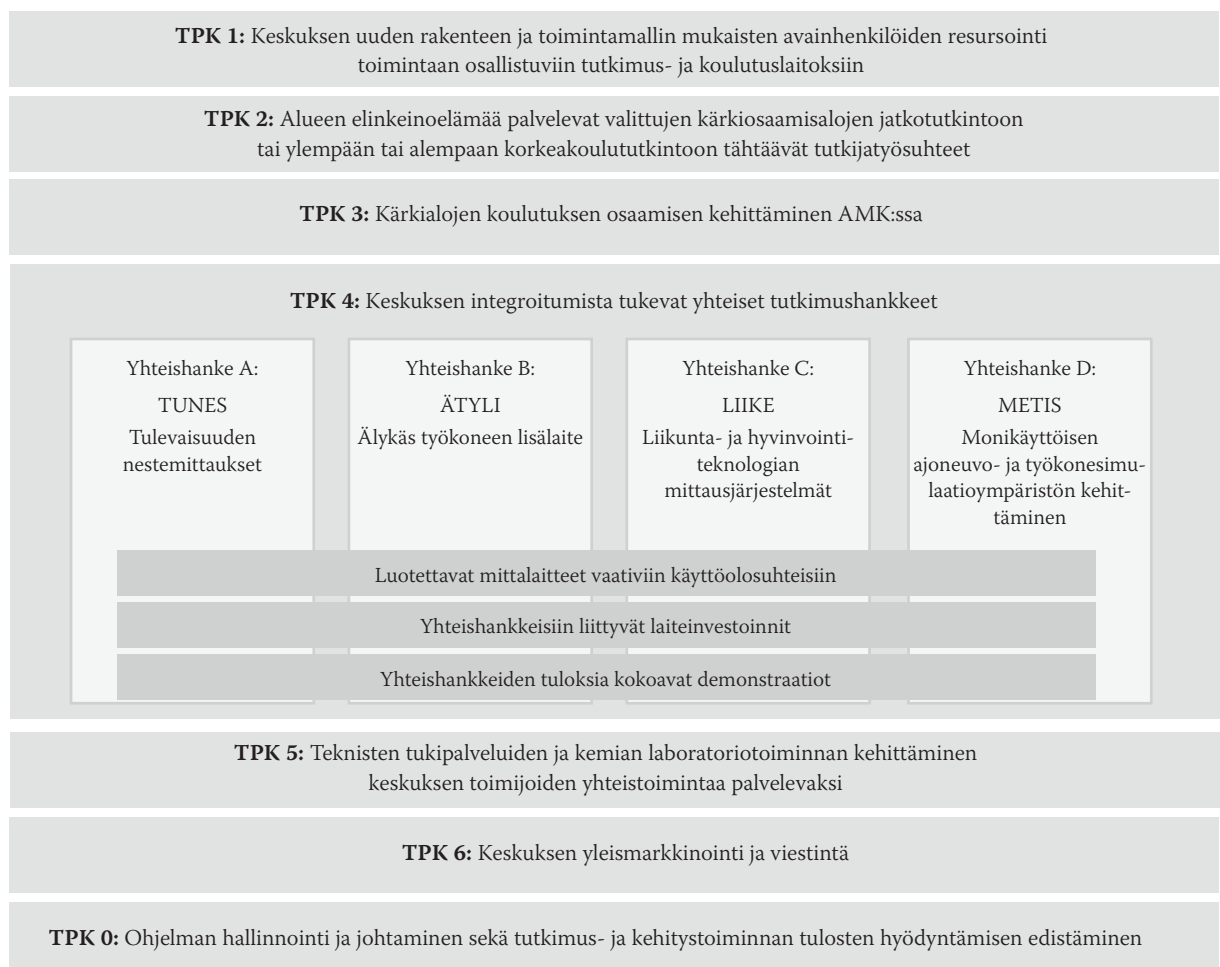 TPK 1: Keskuksen uuden rakenteen ja toimintamallin mukaisten avainhenkilöiden resursointi
toimintaan osallistuviin tutkimus- ja koulutuslaitoksiin
TPK 2: Alueen elinkeinoelämää palvelevat valittujen kärkiosaamisalojen jatkotutkintoon
tai ylempään tai alempaan korkeakoulututkintoon tähtäävät tutkijatyösuhteet
TPK 3: Kärkialojen koulutuksen osaamisen kehittäminen AMK:ssa
TPK 4: Keskuksen integroitumista tukevat yhteiset tutkimushankkeet
Yhteishanke A:
TUNES
Tulevaisuuden
nestemittaukset
Yhteishanke B:
ÄTYLI
Älykäs työkoneen lisälaite
Yhteishanke C:
LIIKE
Liikunta- ja hyvinvointi-
teknologian
mittausjärjestelmät
Yhteishanke D:
METIS
Monikäyttöisen
ajoneuvo- ja työkonesimu-
laatioympäristön kehit-
täminen
Luotettavat mittalaitteet vaativiin käyttöolosuhteisiin
Yhteishankkeisiin liittyvät laiteinvestoinnit
Yhteishankkeiden tuloksia kokoavat demonstraatiot
TPK 5: Teknisten tukipalveluiden ja kemian laboratoriotoiminnan kehittäminen
keskuksen toimijoiden yhteistoimintaa palvelevaksi
TPK 6: Keskuksen yleismarkkinointi ja viestintä
TPK 0: Ohjelman hallinnointi ja johtaminen sekä tutkimus- ja kehitystoiminnan tulosten hyödyntämisen edistäminen